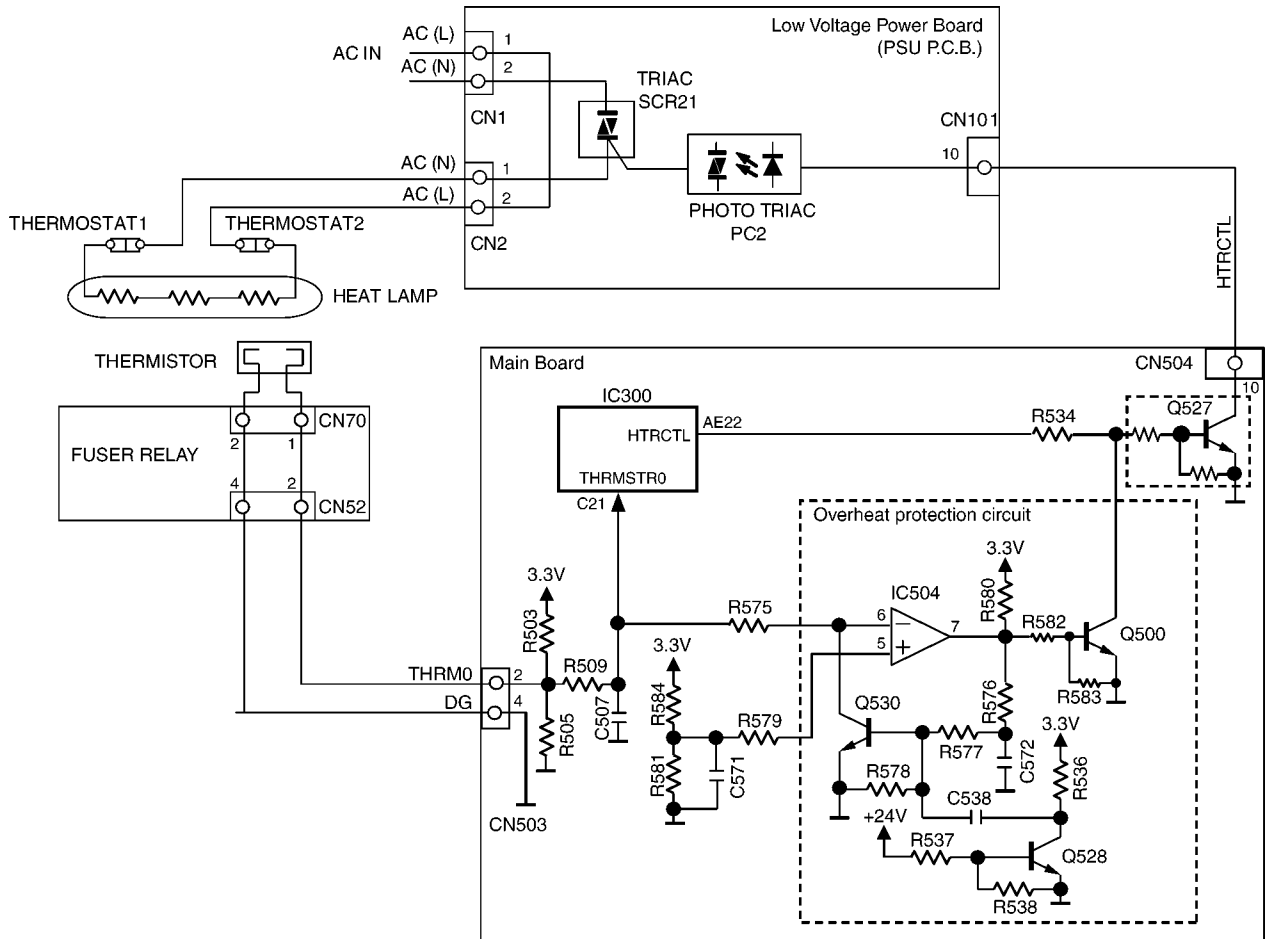 Low Voltage Power Board
(PSU P.C.B.)
AC IN
AC (L)
1
AC (N)
2
CN1
TRIAC
SCR21
CN101
10
AC (N)
1
AC (L)
2
CN2
PHOTO TRIAC
PC2
THERMOSTAT1
THERMOSTAT2
HEAT LAMP
HTRCTL
THERMISTOR
Main Board
CN504
10
IC300
HTRCTL
AE22
THRMSTR0
C21
R534
Q527
FUSER RELAY
CN70
2
1
4
2
CN52
Overheat protection circuit
3.3V
R580
IC504
6
5
7
R582
Q500
R583
3.3V
R503
R575
THRM0
2
R509
DG
4
R505
C507
CN503
3.3V
R584
R579
R581
C571
Q530
R576
R577
C572
3.3V
R536
R578
C538
+24V
R537
Q528
R538